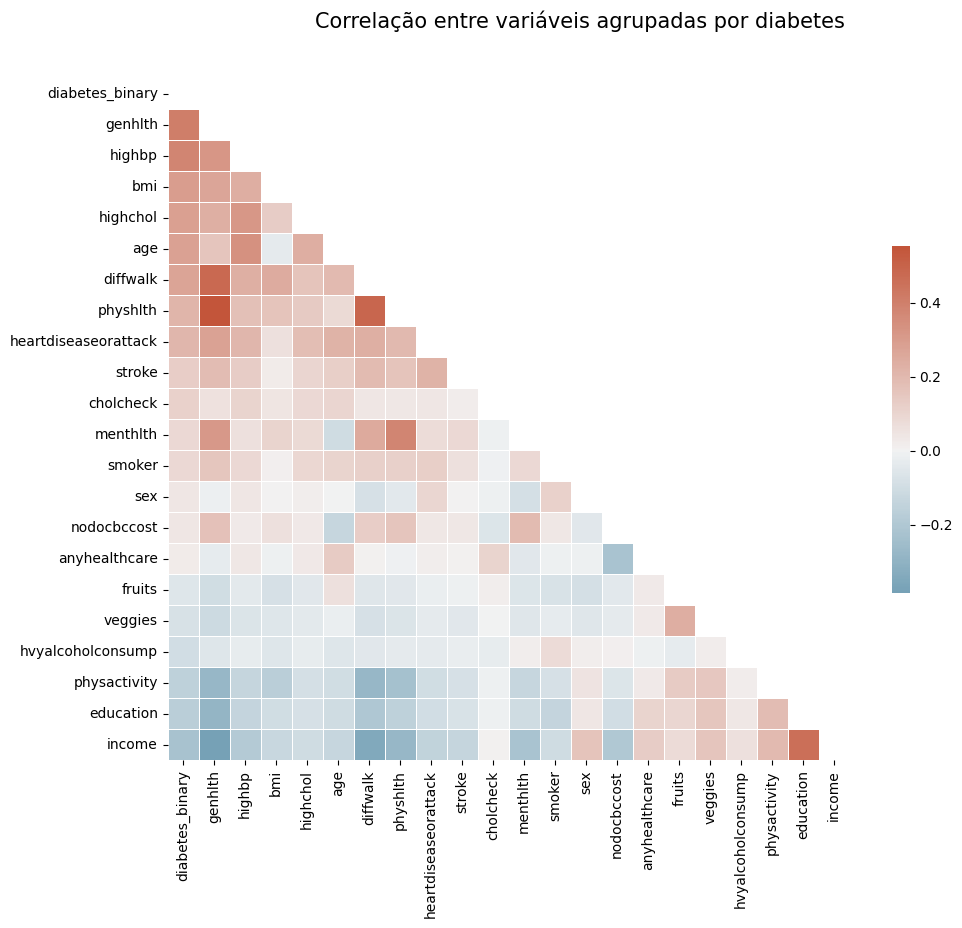 Correlação entre variáveis agrupadas por diabetes
diabetes_binary
genhlth
highbp
bmi
highchol
age
diffwalk
physhlth
heartdiseaseorattack
stroke
cholcheck
menthlth
smoker
sex
nodocbccost
anyhealthcare
fruits
veggies
hvyalcoholconsump
physactivity
education
income
diabetes_binary
genhlth
highbp
bmi
highchol
age
diffwalk
physhlth
heartdiseaseorattack
stroke
cholcheck
menthlth
smoker
sex
nodocbccost
anyhealthcare
fruits
veggies
hvyalcoholconsump
physactivity
education
income
0.4
0.2
0.0
−0.2